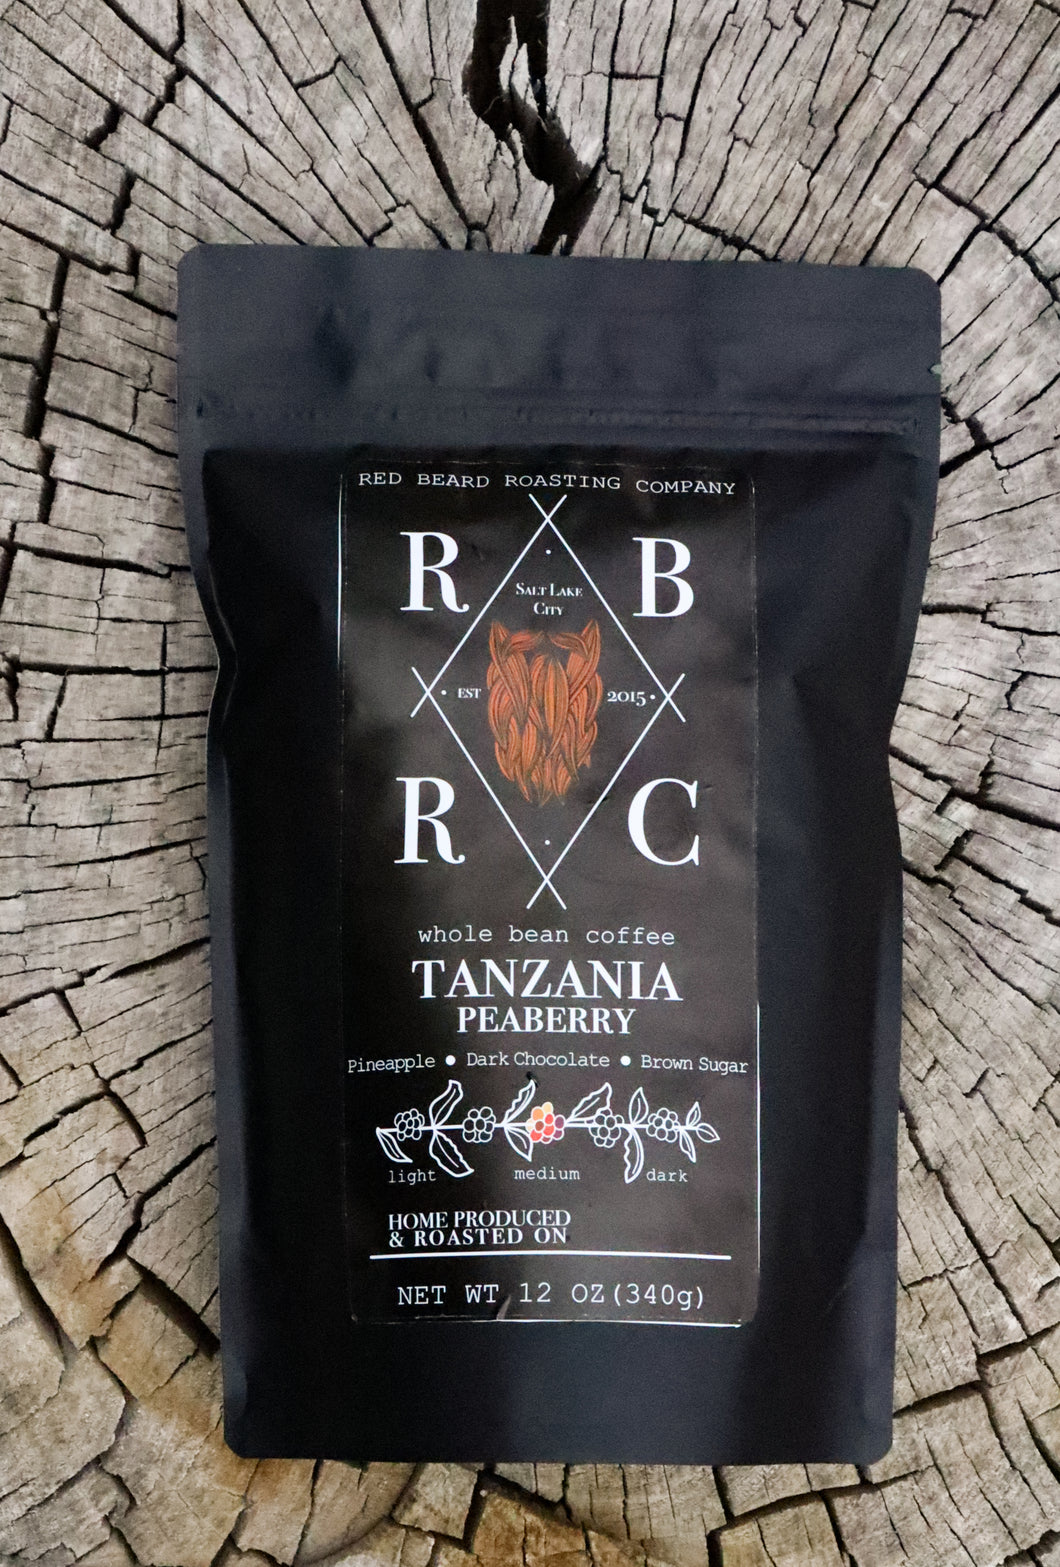 RED BEARD ROASTING COMPANY
R B
SALT LAKE
CITY
EST 2015
R C
whole bean coffee
TANZANIA
PEABERRY
Pineapple • Dark Chocolate • Brown Sugar
light medium dark
HOME PRODUCED
& ROASTED ON
NET WT 12 OZ(340g)